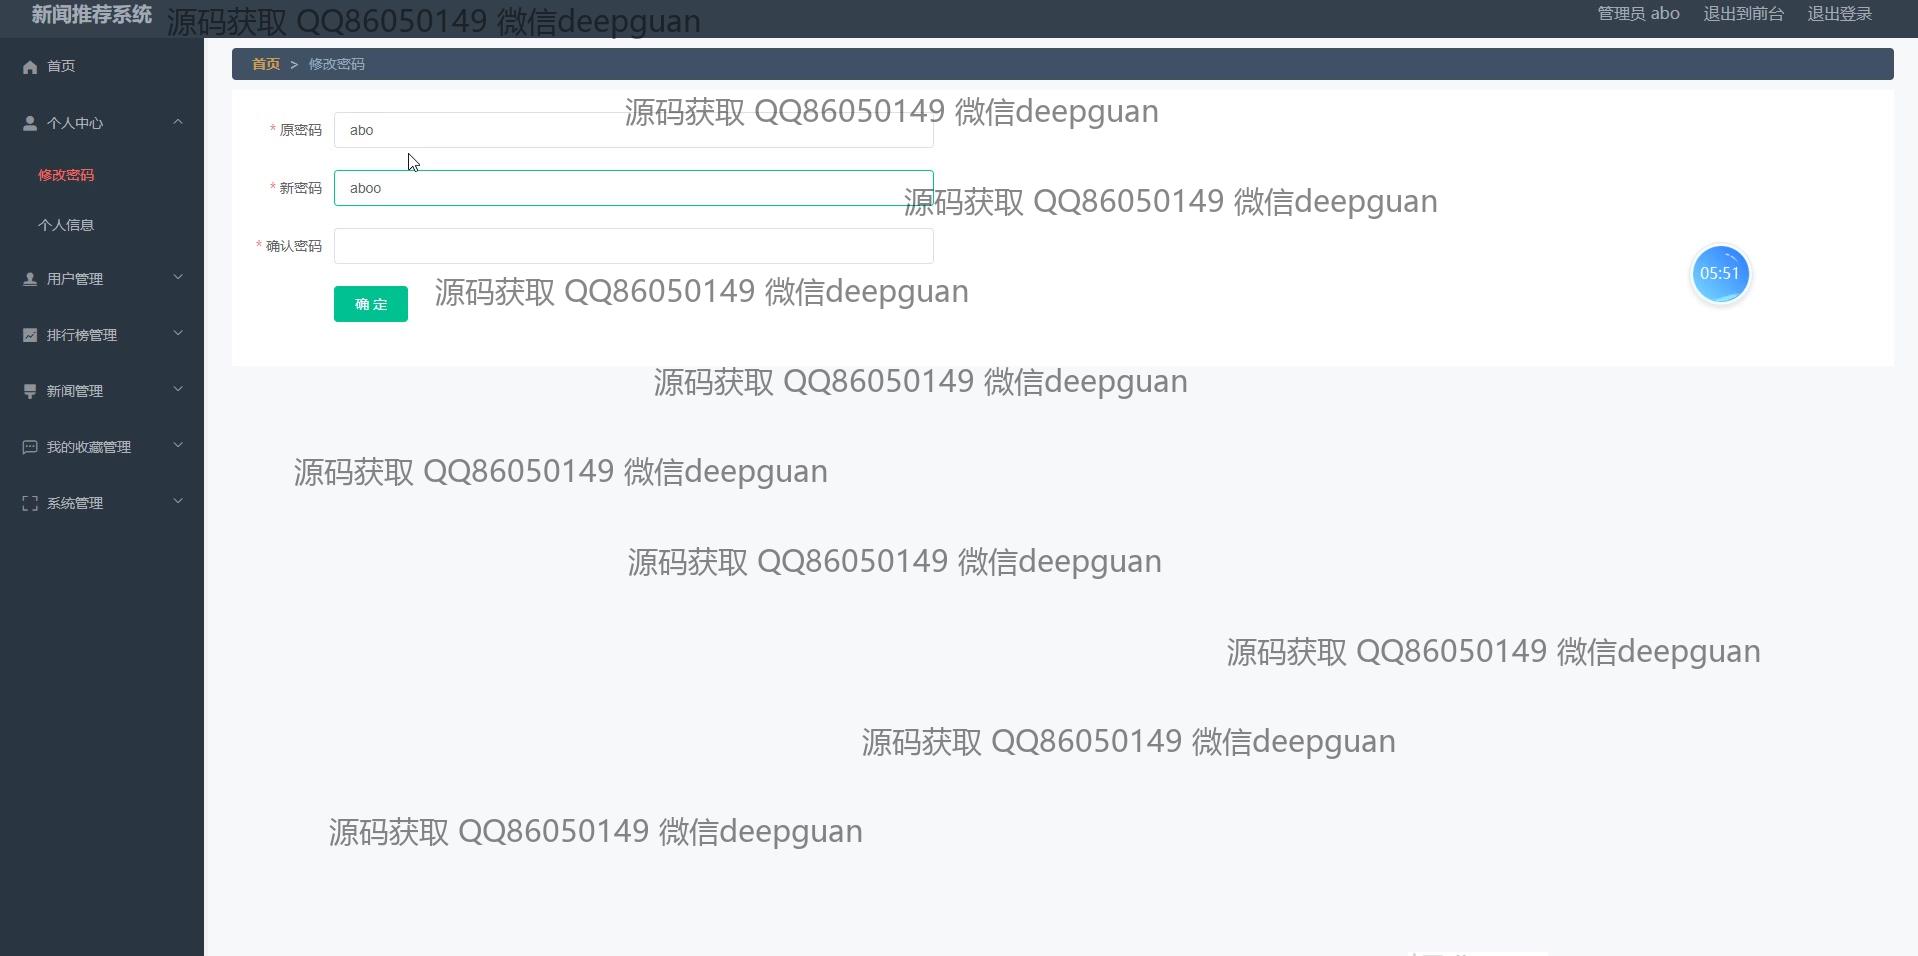 新闻推荐系统
源码获取 QQ86050149 微信deepguan
管理员 abo 退出到前台 退出登录
首页
个人中心
修改密码
个人信息
用户管理
排行榜管理
新闻管理
我的收藏管理
系统管理
首页 > 修改密码
源码获取 QQ86050149 微信deepguan
* 原密码 abo
* 新密码 aboo
源码获取 QQ86050149 微信deepguan
* 确认密码
05:51
确 定
源码获取 QQ86050149 微信deepguan
源码获取 QQ86050149 微信deepguan
源码获取 QQ86050149 微信deepguan
源码获取 QQ86050149 微信deepguan
源码获取 QQ86050149 微信deepguan
源码获取 QQ86050149 微信deepguan
源码获取 QQ86050149 微信deepguan